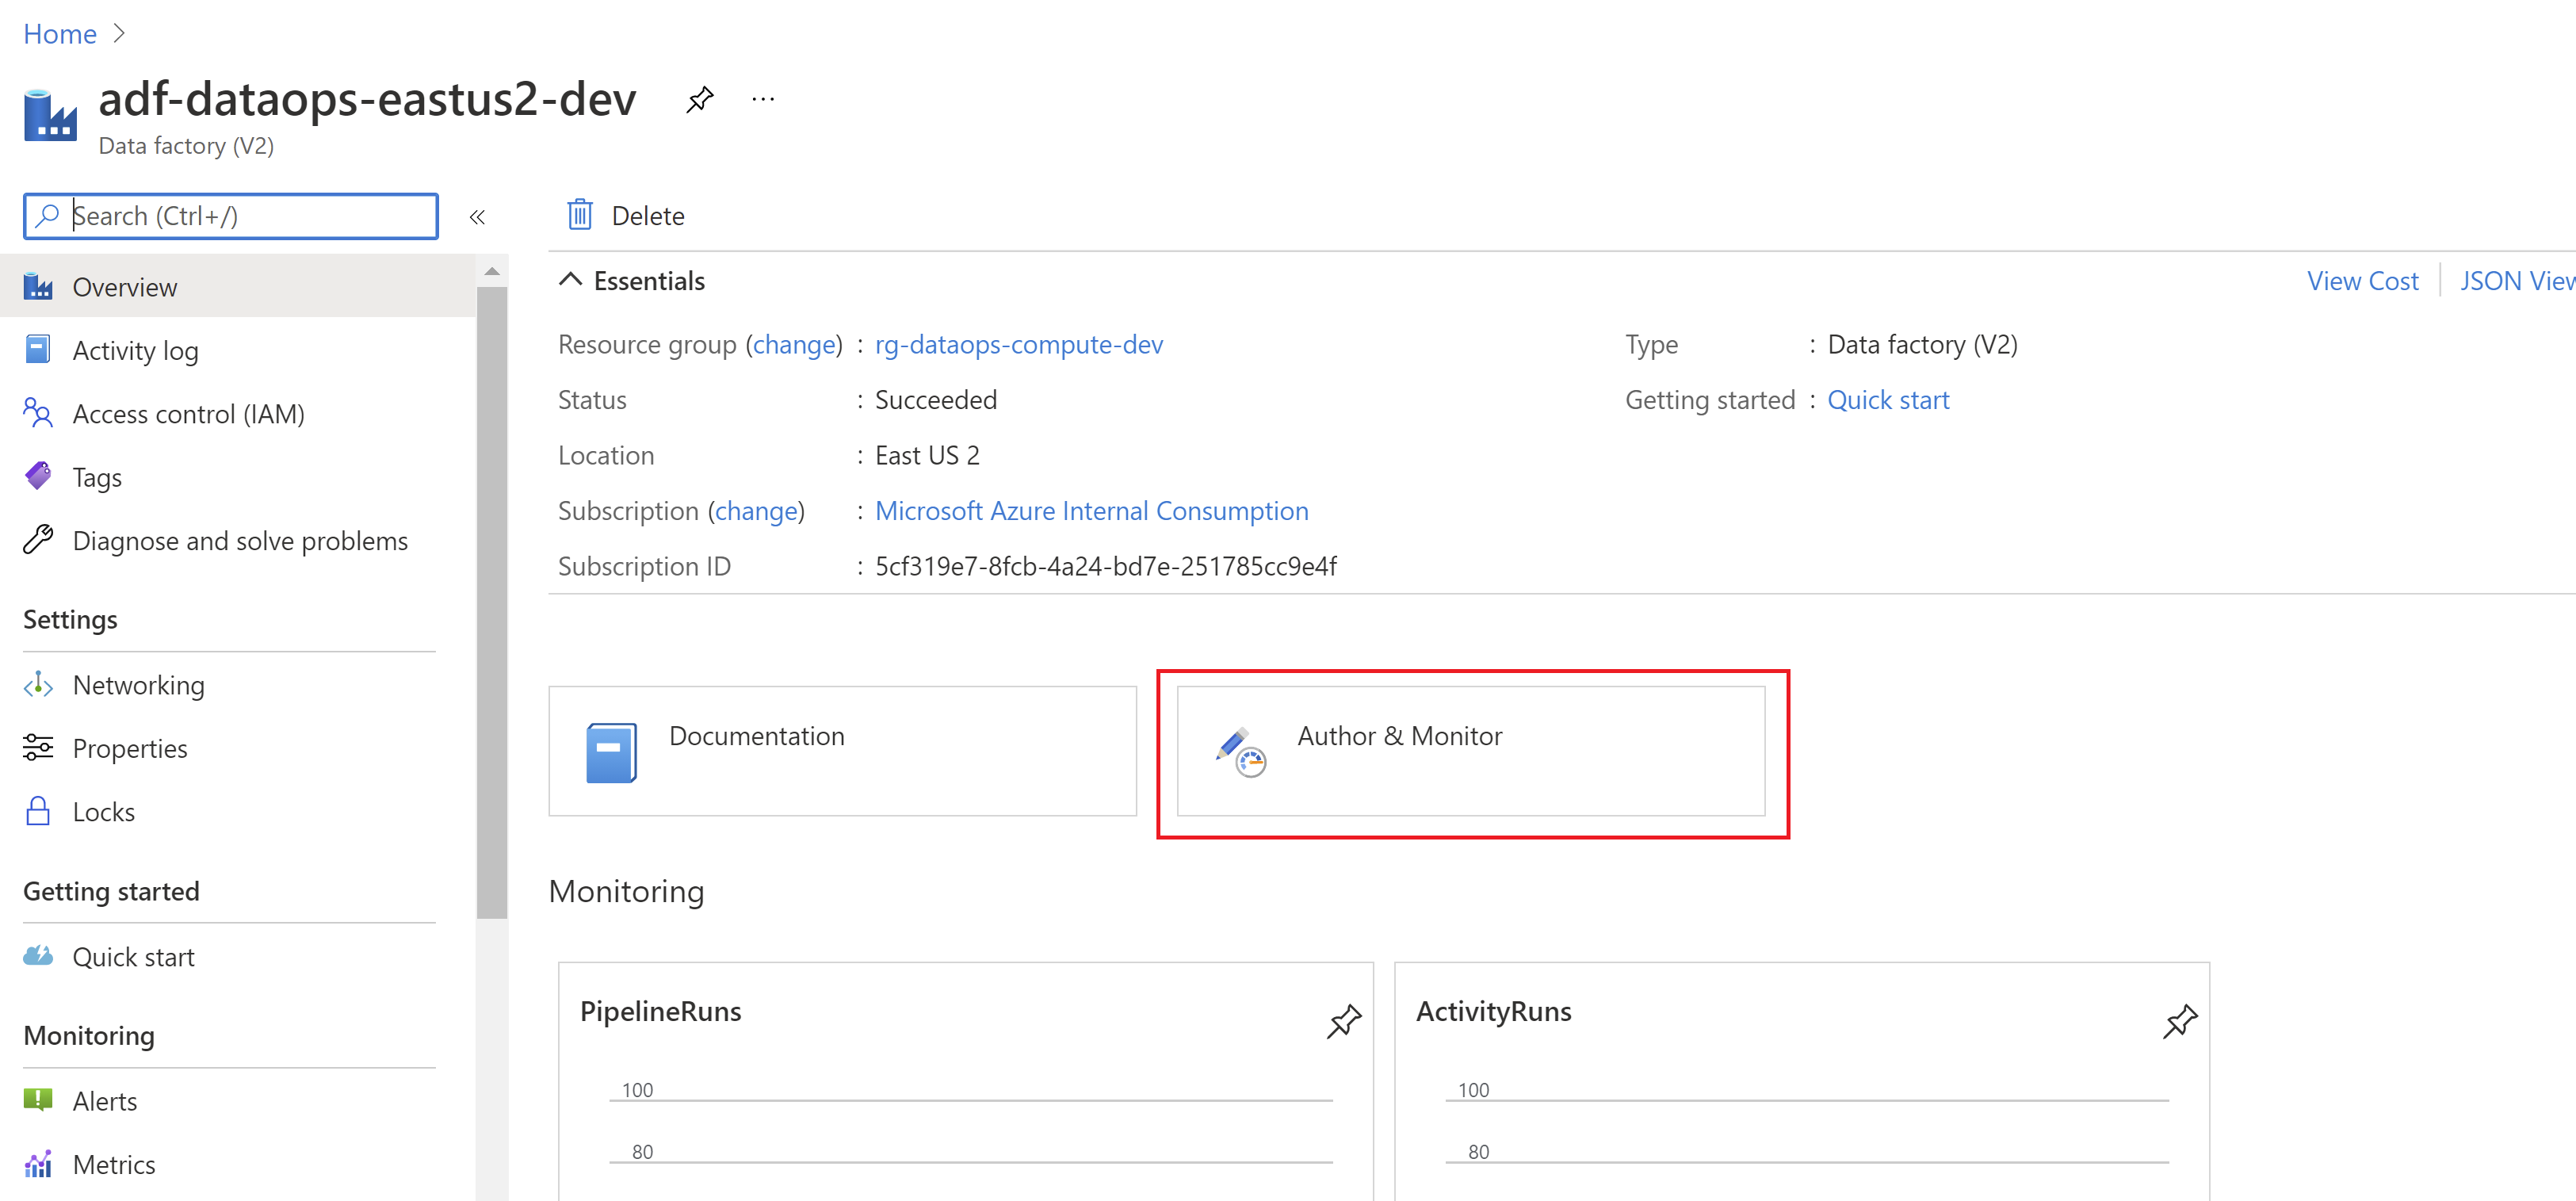 Home
adf-dataops-eastus2-dev
Data factory (V2)
Search (Ctrl+/)
Overview
Activity log
Access control (IAM)
Tags
Diagnose and solve problems
Settings
Networking
Properties
Locks
Getting started
Quick start
Monitoring
Alerts
Metrics
Delete
Essentials
View Cost
JSON View
Resource group (change) : rg-dataops-compute-dev
Status : Succeeded
Location : East US 2
Subscription (change) : Microsoft Azure Internal Consumption
Subscription ID : 5cf319e7-8fcb-4a24-bd7e-251785cc9e4f
Type : Data factory (V2)
Getting started : Quick start
Documentation
Author & Monitor
Monitoring
PipelineRuns
100
80
ActivityRuns
100
80